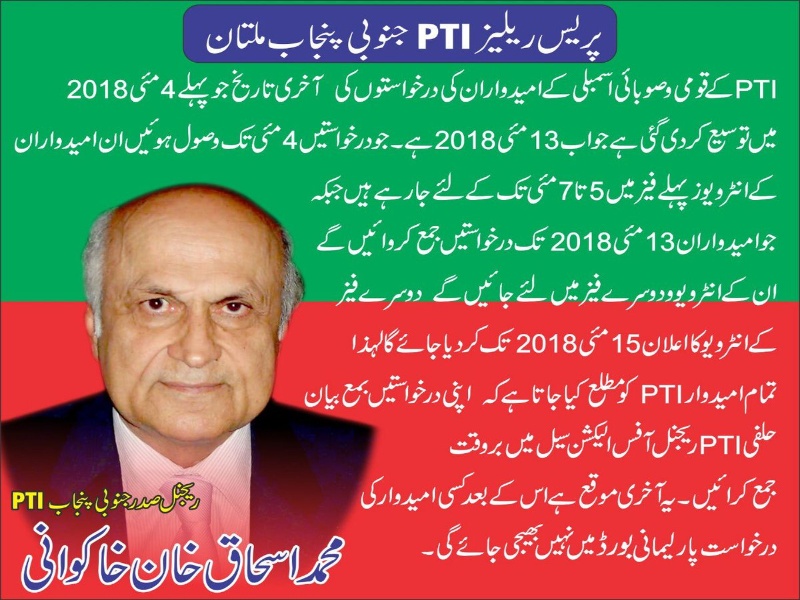 پریس ریلیز PTI جنوبی پنجاب ملتان
PTI کے قومی وصوبائی اسمبلی کے امیدواران کی درخواستوں کی آخری تاریخ جو پہلے 4 مئی 2018
میں توسیع کردی گئی ہے جواب 13 مئی 2018 ہے۔ جو درخواستیں 4 مئی تک وصول ہوئیں ان امیدواران
کے انٹرویوز پہلے فیز میں 5 تا 7 مئی تک کے لئے جارہے ہیں جبکہ
جوامیدواران 13 مئی 2018 تک درخواستیں جمع کروائیں گے
ان کے انٹرویوو دوسرے فیز میں لئے جائیں گے دوسرے فیز
کے انٹرویو کا اعلان 15 مئی 2018 تک کردیا جائے گا لہذا
تمام امیدوار PTI کو مطلع کیا جاتا ہے کہ اپنی درخواستیں بمع بیان
حلفی PTI ریجنل آفس الیکشن سیل میں بروقت
جمع کرائیں۔ یہ آخری موقع ہے اس کے بعد کسی امیدوار کی
درخواست پارلیمانی بورڈ میں نہیں بھیجی جائے گی۔
ریجنل صدر جنوبی پنجاب PTI
محمد اسحاق خان خاکوانی